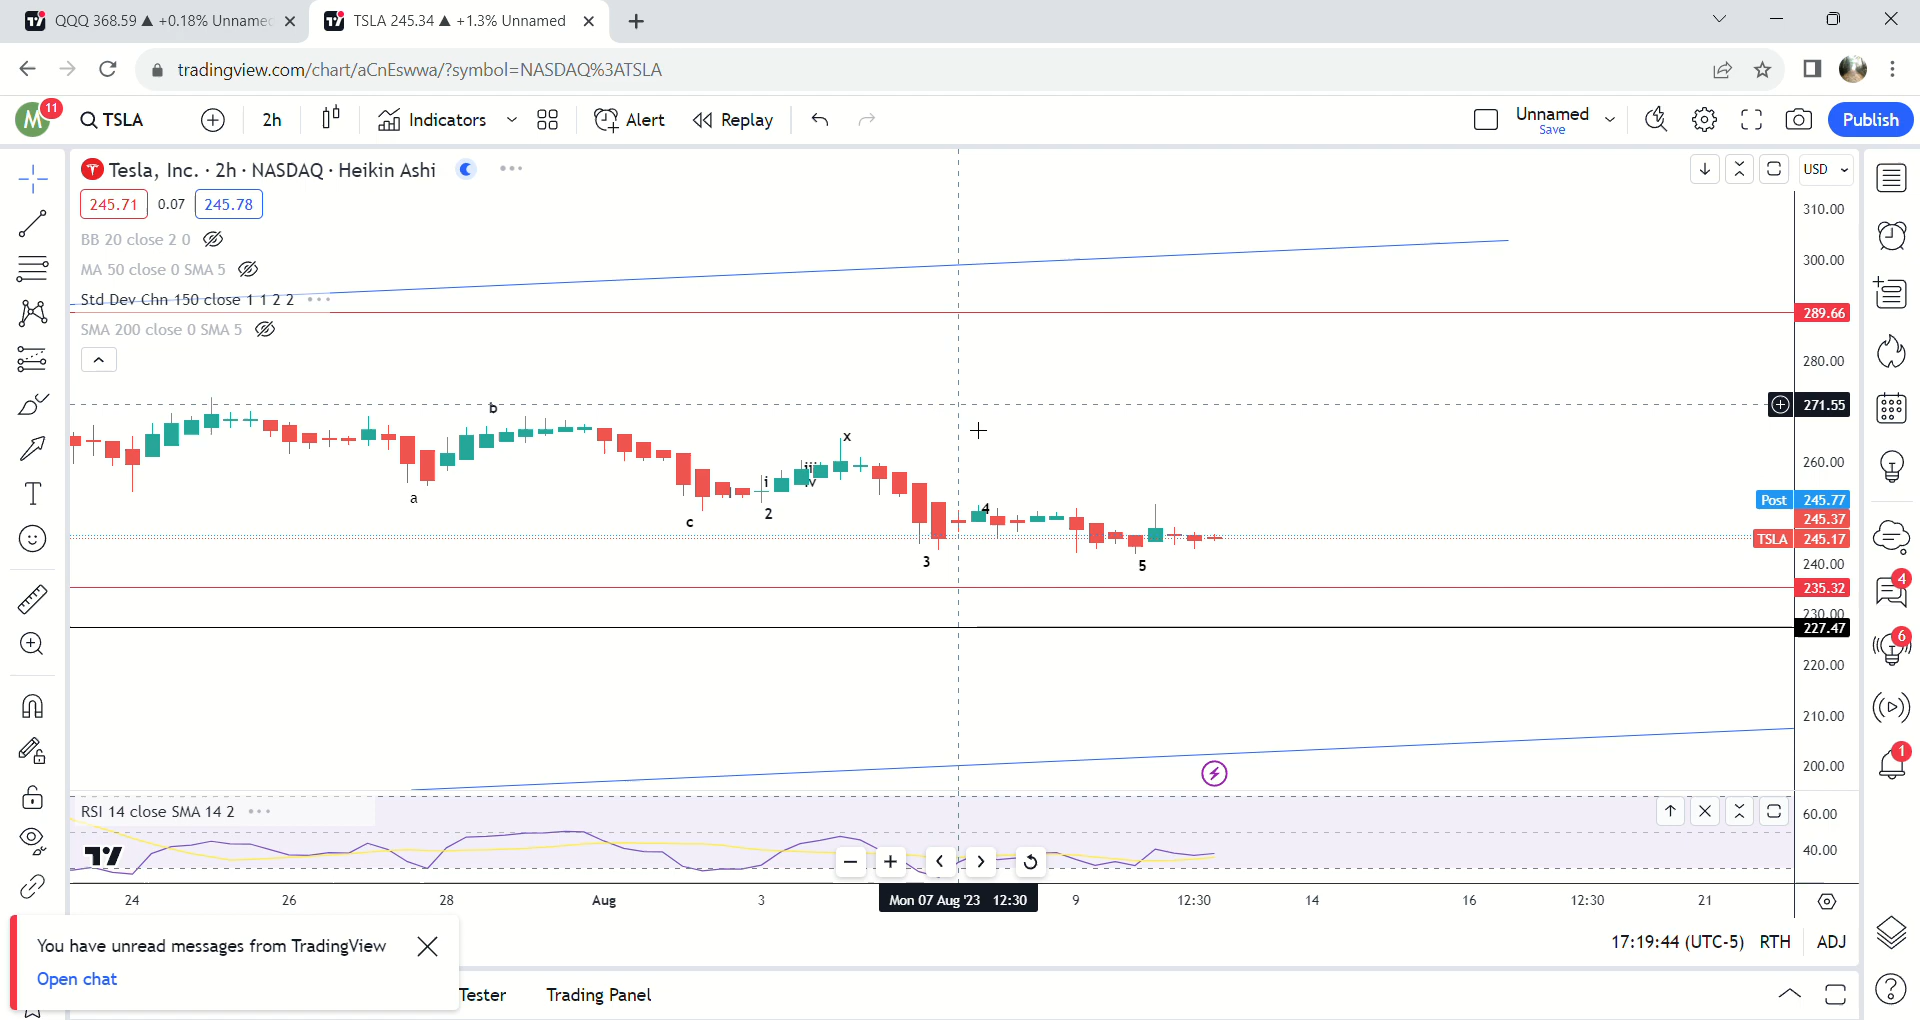 QQQ 368.59 ▲ +0.18% Unname
TSLA 245.34 ▲ +1.3% Unnamed
tradingview.com/chart/aCnEswwa/?symbol=NASDAQ%3ATSLA
M
11
TSLA
2h
Indicators
Alert
Replay
Unnamed
Save
Publish
Tesla, Inc. · 2h · NASDAQ · Heikin Ashi
USD
245.71 0.07 245.78
BB 20 close 2 0
MA 50 close 0 SMA 5
Std Dev Chn 150 close 1 1 2 2
SMA 200 close 0 SMA 5
310.00
300.00
289.66
280.00
271.55
260.00
Post 245.77
245.37
TSLA 245.17
240.00
235.32
230.00
227.47
220.00
210.00
200.00
a
b
c
i
2
iii
iv
x
3
4
5
RSI 14 close SMA 14 2
60.00
40.00
24
26
28
Aug
3
Mon 07 Aug '23 12:30
9
12:30
14
16
12:30
21
4
6
1
17:19:44 (UTC-5) RTH ADJ
You have unread messages from TradingView
Open chat
Tester
Trading Panel